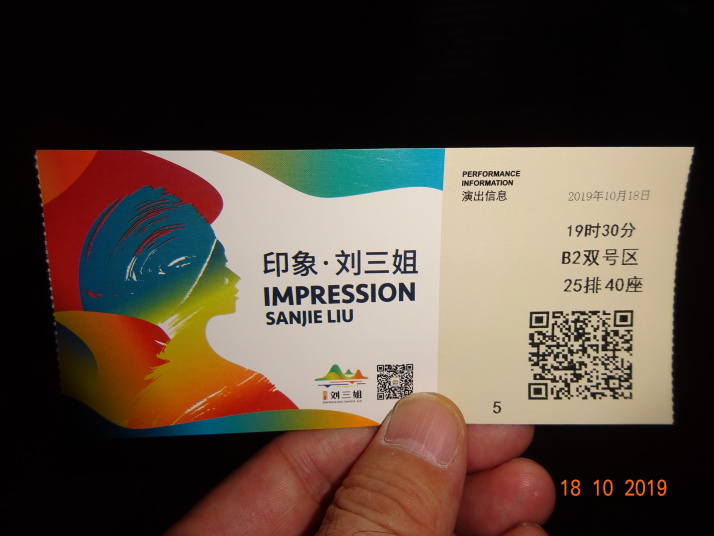 印象·刘三姐
IMPRESSION
SANJIE LIU
刘三姐
PERFORMANCE
INFORMATION
演出信息
2019年10月18日
19时30分
B2双号区
25排40座
5
18 10 2019